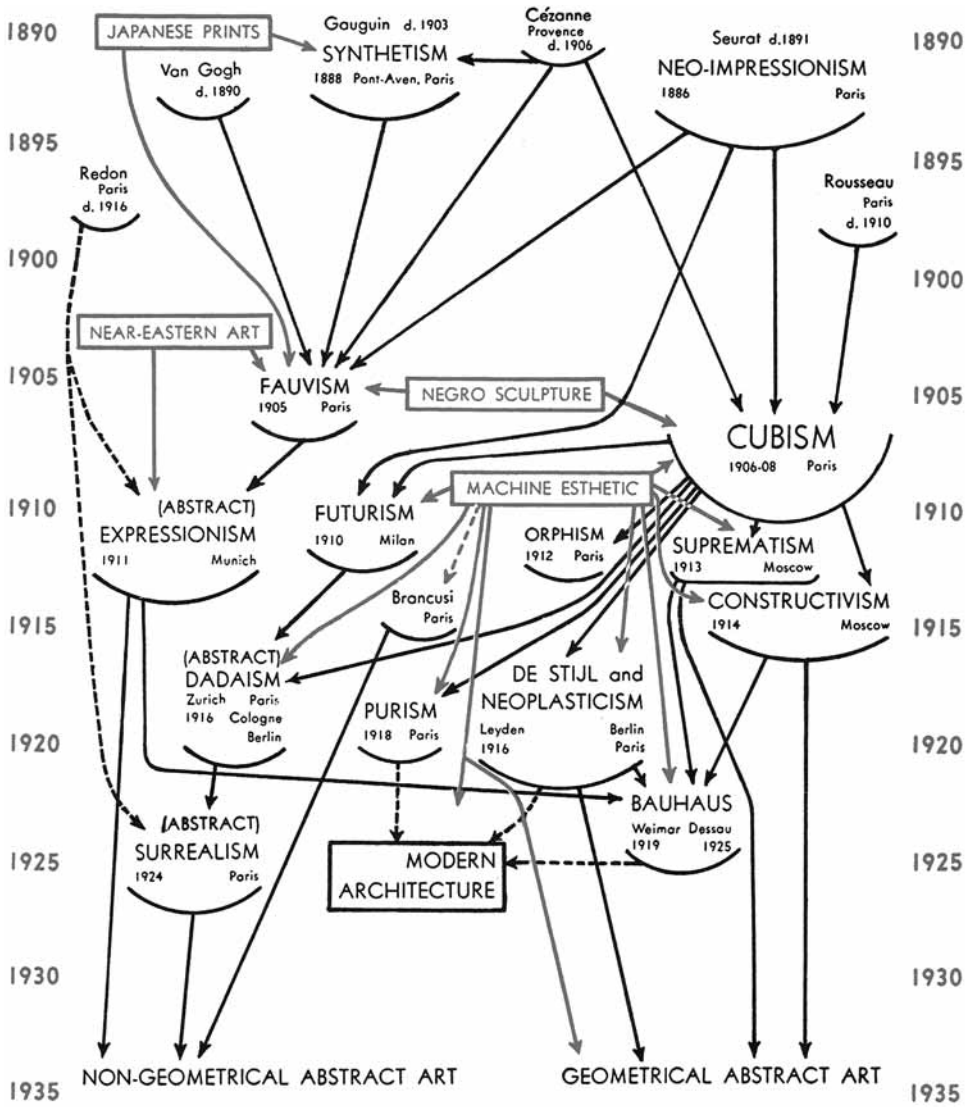 1890
JAPANESE PRINTS
Gauguin d. 1903
SYNTHETISM
1888 Pont-Aven, Paris
Cézanne
Provence
d. 1906
Seurat d.1891
NEO-IMPRESSIONISM
1886 Paris
1890
Van Gogh
d. 1890
1895
1895
Redon
Paris
d. 1916
Rousseau
Paris
d. 1910
1900
1900
NEAR-EASTERN ART
1905
FAUVISM
1905 Paris
NEGRO SCULPTURE
1905
CUBISM
1906-08 Paris
1910
(ABSTRACT)
EXPRESSIONISM
1911 Munich
FUTURISM
1910 Milan
MACHINE ESTHETIC
ORPHISM
1912 Paris
SUPREMATISM
1913 Moscow
1910
Brancusi
Paris
CONSTRUCTIVISM
1914 Moscow
1915
1915
(ABSTRACT)
DADAISM
Zurich Paris
1916 Cologne
Berlin
PURISM
1918 Paris
DE STIJL and
NEOPLASTICISM
Leyden Berlin
1916 Paris
1920
1920
BAUHAUS
Weimar Dessau
1919 1925
(ABSTRACT)
SURREALISM
1924 Paris
MODERN
ARCHITECTURE
1925
1925
1930
1930
NON-GEOMETRICAL ABSTRACT ART
GEOMETRICAL ABSTRACT ART
1935
1935